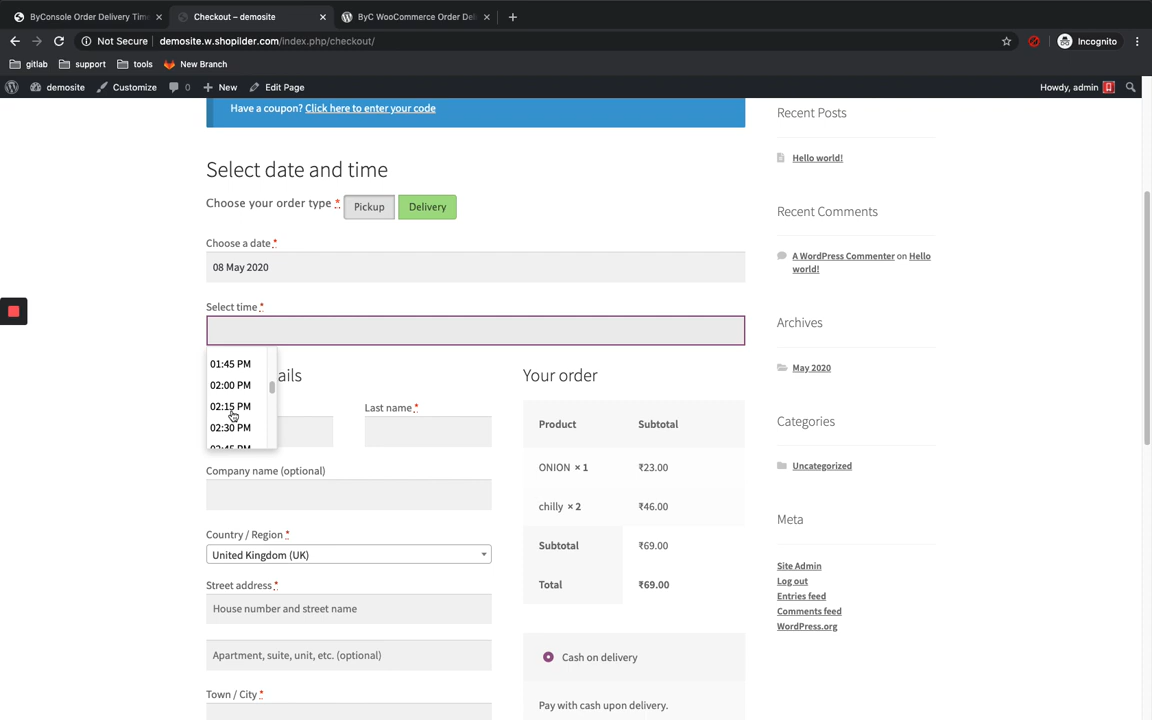 ByConsole Order Delivery Time
Checkout – demosite
ByC WooCommerce Order Del
Not Secure
demosite.w.shopilder.com/index.php/checkout/
Incognito
gitlab
support
tools
New Branch
demosite
Customize
0
New
Edit Page
Howdy, admin
Have a coupon? Click here to enter your code
Select date and time
Choose your order type *
Pickup
Delivery
Choose a date *
08 May 2020
Select time *
01:45 PM
02:00 PM
02:15 PM
02:30 PM
02:45 PM
ails
Last name *
Company name (optional)
Country / Region *
United Kingdom (UK)
Street address *
House number and street name
Apartment, suite, unit, etc. (optional)
Town / City *
Your order
Product Subtotal
ONION × 1 ₹23.00
chilly × 2 ₹46.00
Subtotal ₹69.00
Total ₹69.00
Cash on delivery
Pay with cash upon delivery.
Recent Posts
Hello world!
Recent Comments
A WordPress Commenter on Hello
world!
Archives
May 2020
Categories
Uncategorized
Meta
Site Admin
Log out
Entries feed
Comments feed
WordPress.org